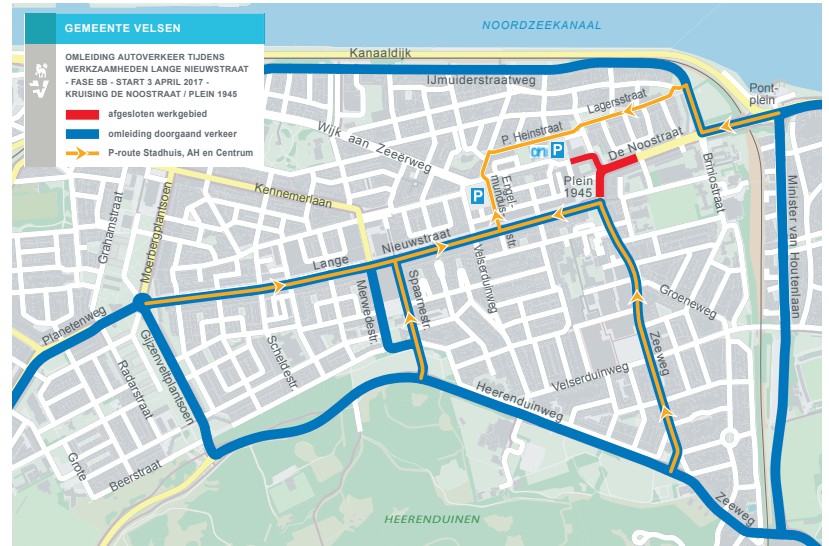 GEMEENTE VELSEN
OMLEIDING AUTOVERKEER TIJDENS
WERKZAAMHEDEN LANGE NIEUWSTRAAT
- FASE 5B - START 3 APRIL 2017 -
KRUISING DE NOOSTRAAT / PLEIN 1945
afgesloten werkgebied
omleiding doorgaand verkeer
P-route Stadhuis, AH en Centrum
NOORDZEEKANAAL
Kanaaldijk
IJmuiderstraatweg
Pont-
plein
Lagersstraat
P. Heinstraat
De Noostraat
Wijk aan Zeeërweg
P
P
Plein
1945
Engel-
mundusstr.
Briniostraat
Minister van Houtenlaan
Kennemerlaan
Moerbergplantsoen
Grahamstraat
Lange
Nieuwstraat
Velserduinweg
Groeneweg
Merwedestr.
Spaarnestr.
Planetenweg
Gijzenveltplantsoen
Radarstraat
Scheldestr.
Zeeweg
Velserduinweg
Heerenduinweg
Grote
Beerstraat
Zeeweg
HEERENDUINEN